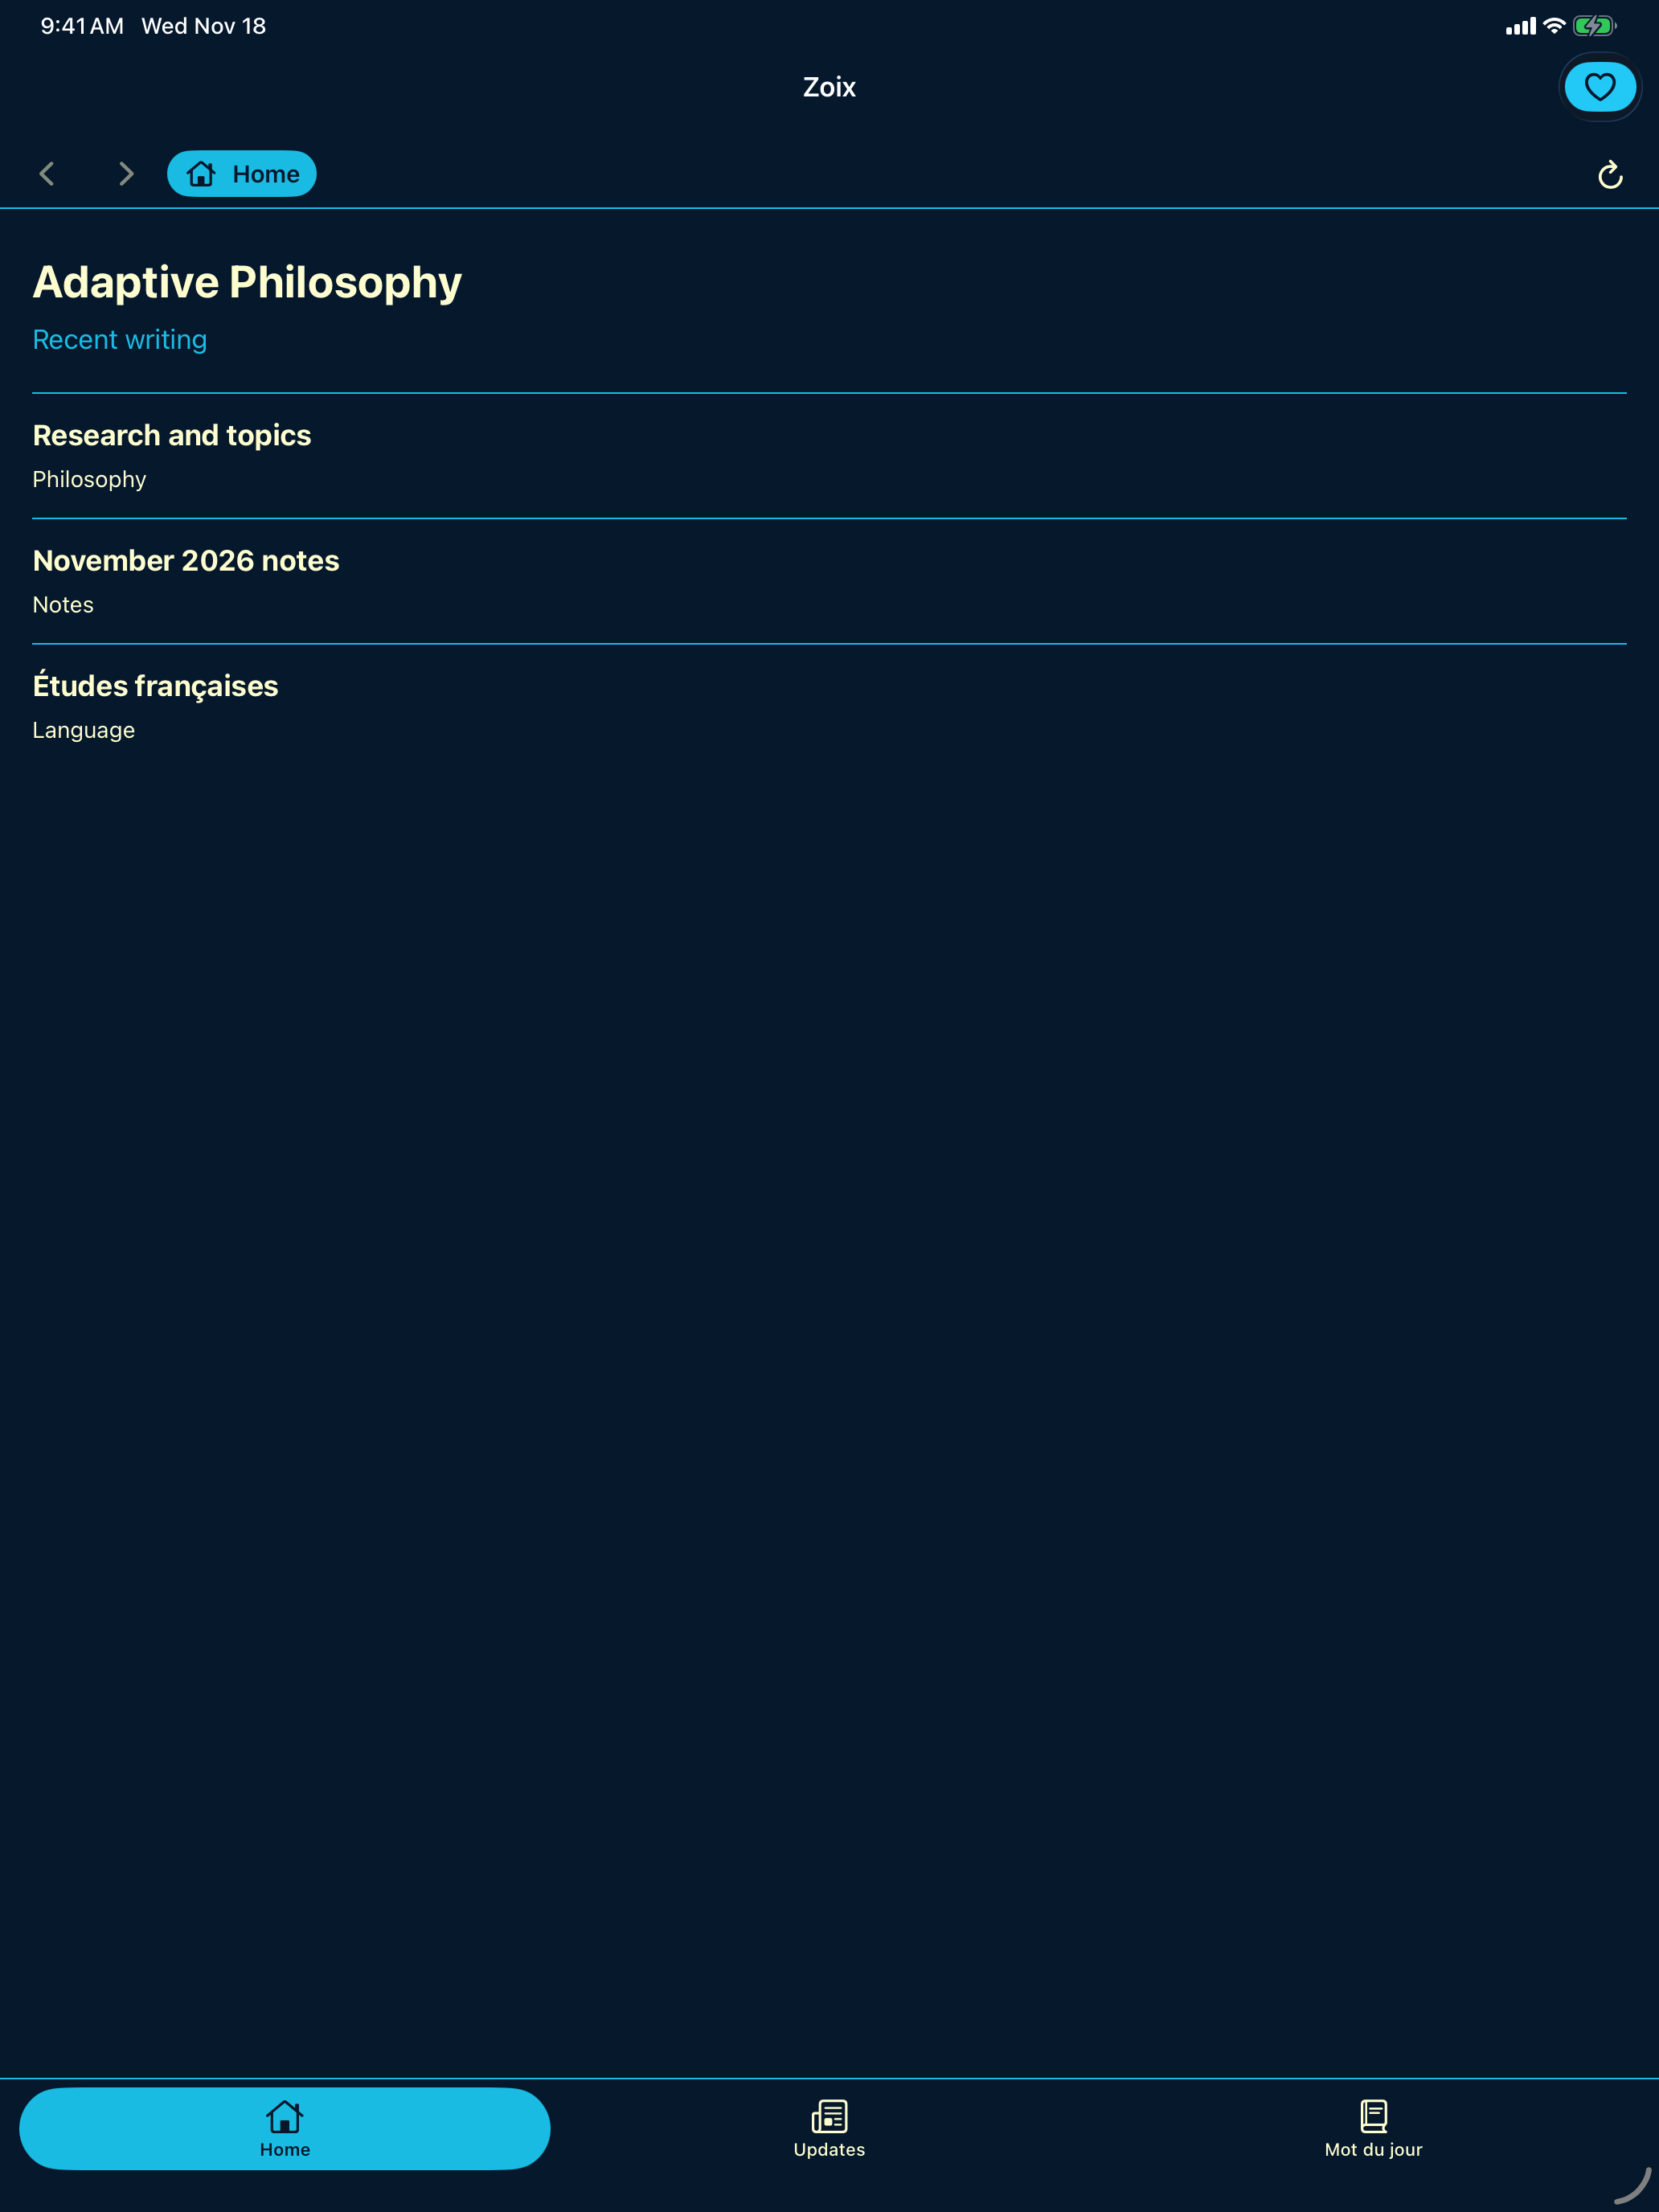 9:41 AM Wed Nov 18
Zoix
Home
Adaptive Philosophy
Recent writing
Research and topics
Philosophy
November 2026 notes
Notes
Études françaises
Language
Home
Updates
Mot du jour